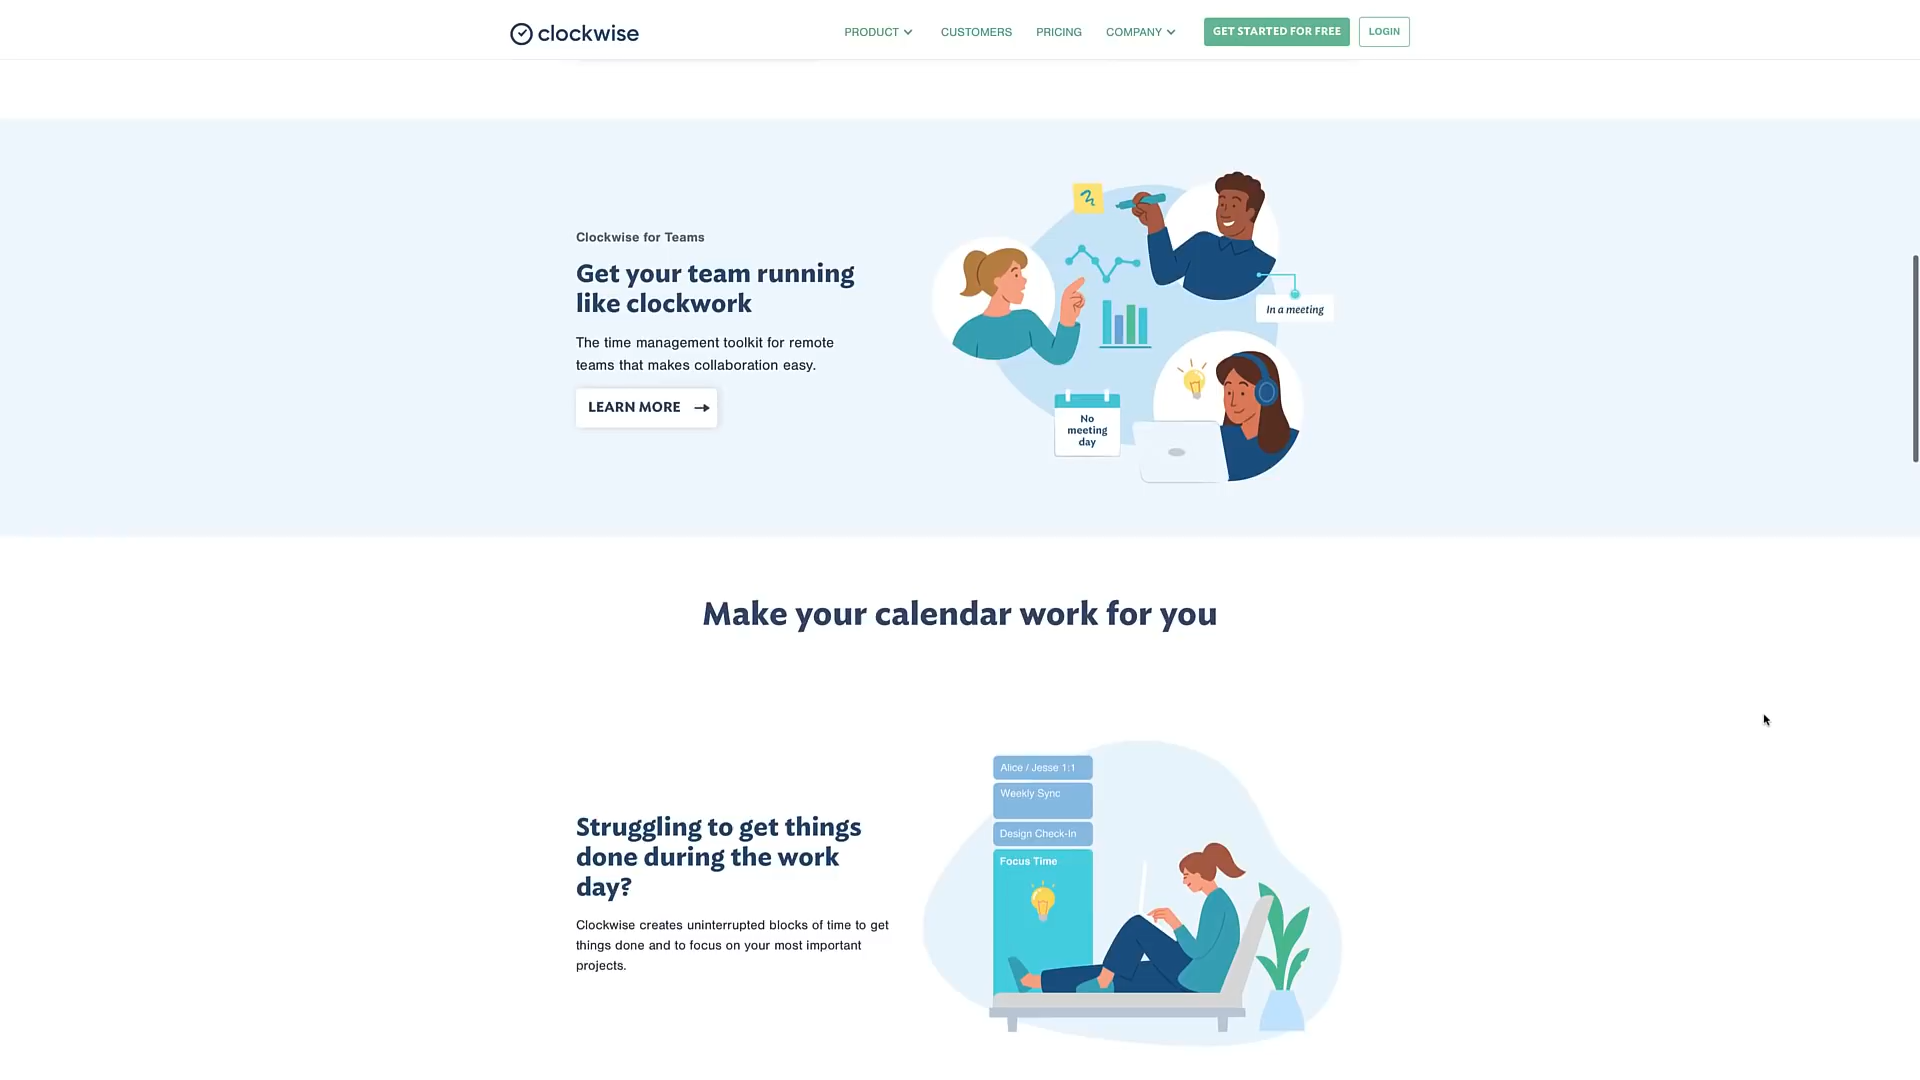 clockwise
PRODUCT
CUSTOMERS
PRICING
COMPANY
GET STARTED FOR FREE
LOGIN
Clockwise for Teams
Get your team running
like clockwork
The time management toolkit for remote
teams that makes collaboration easy.
LEARN MORE
In a meeting
No
meeting
day
Make your calendar work for you
Struggling to get things
done during the work
day?
Clockwise creates uninterrupted blocks of time to get
things done and to focus on your most important
projects.
Alice / Jesse 1:1
Weekly Sync
Design Check-In
Focus Time